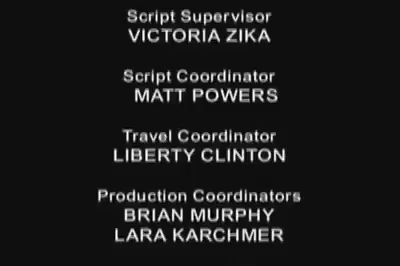 Script Supervisor
VICTORIA ZIKA
Script Coordinator
MATT POWERS
Travel Coordinator
LIBERTY CLINTON
Production Coordinators
BRIAN MURPHY
LARA KARCHMER